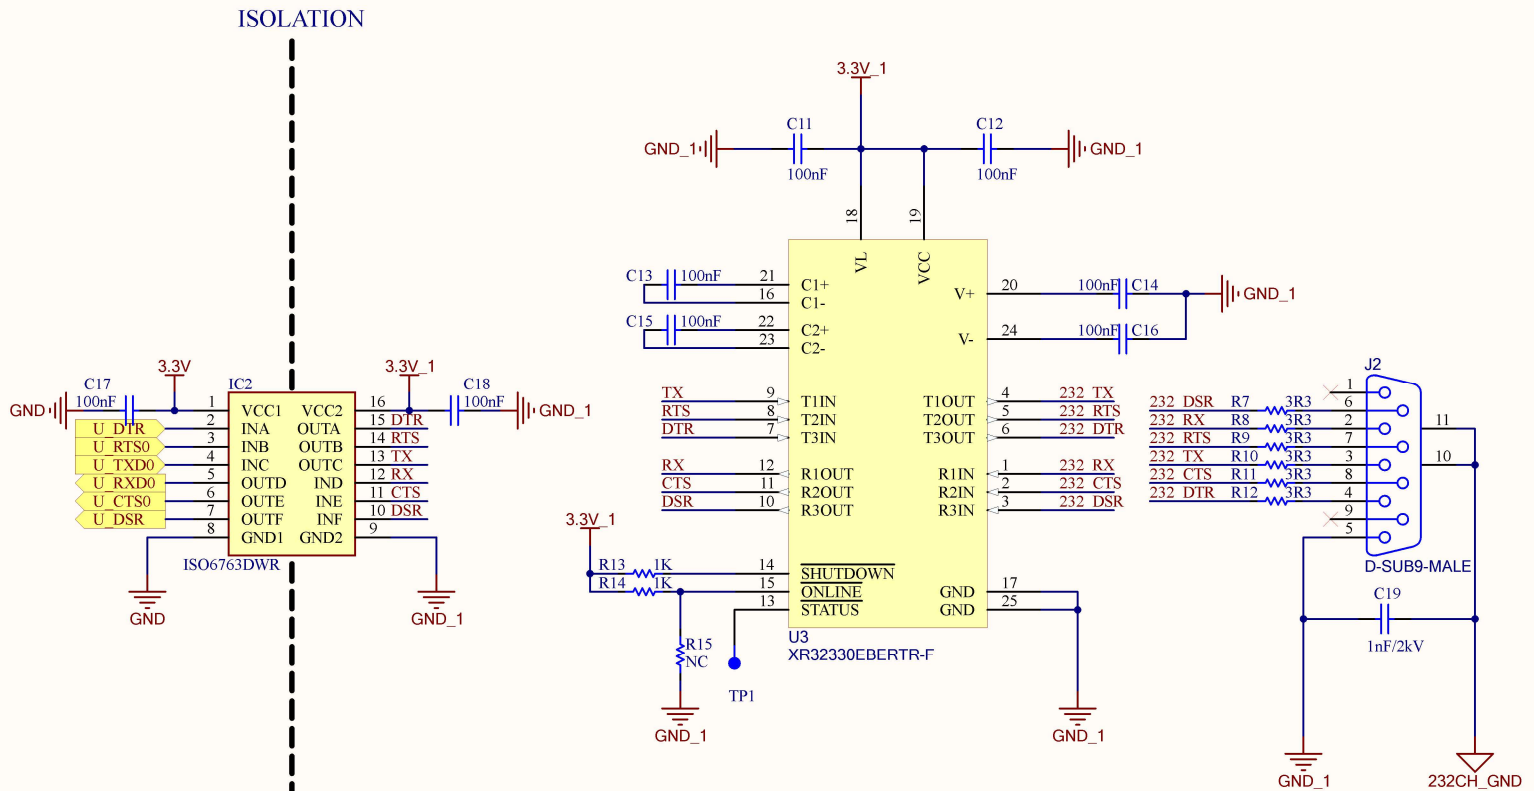 ISOLATION
3.3V_1
C11
C12
GND_1
GND_1
100nF
100nF
18
19
VL
VCC
C13
100nF
21
C1+
16
C1-
C15
100nF
22
C2+
23
C2-
V+
20
100nF
C14
GND_1
V-
24
100nF
C16
3.3V
3.3V_1
C17
100nF
GND
IC2
C18
100nF
GND_1
1
VCC1
VCC2
16
U_DTR
2
INA
OUTA
15
DTR
U_RTS0
3
INB
OUTB
14
RTS
U_TXD0
4
INC
OUTC
13
TX
U_RXD0
5
OUTD
IND
12
RX
U_CTS0
6
OUTE
INE
11
CTS
U_DSR
7
OUTF
INF
10
DSR
8
GND1
GND2
9
ISO6763DWR
GND
GND_1
TX
9
T1IN
T1OUT
4
232_TX
RTS
8
T2IN
T2OUT
5
232_RTS
DTR
7
T3IN
T3OUT
6
232_DTR
RX
12
R1OUT
R1IN
1
232_RX
CTS
11
R2OUT
R2IN
2
232_CTS
DSR
10
R3OUT
R3IN
3
232_DSR
3.3V_1
R13
1K
14
SHUTDOWN
R14
1K
15
ONLINE
GND
17
13
STATUS
GND
25
U3
XR32330EBERTR-F
R15
NC
TP1
GND_1
GND_1
J2
1
232_DSR
R7
3R3
6
232_RX
R8
3R3
2
232_RTS
R9
3R3
7
232_TX
R10
3R3
3
232_CTS
R11
3R3
8
232_DTR
R12
3R3
4
9
5
11
10
D-SUB9-MALE
C19
1nF/2kV
GND_1
232CH_GND